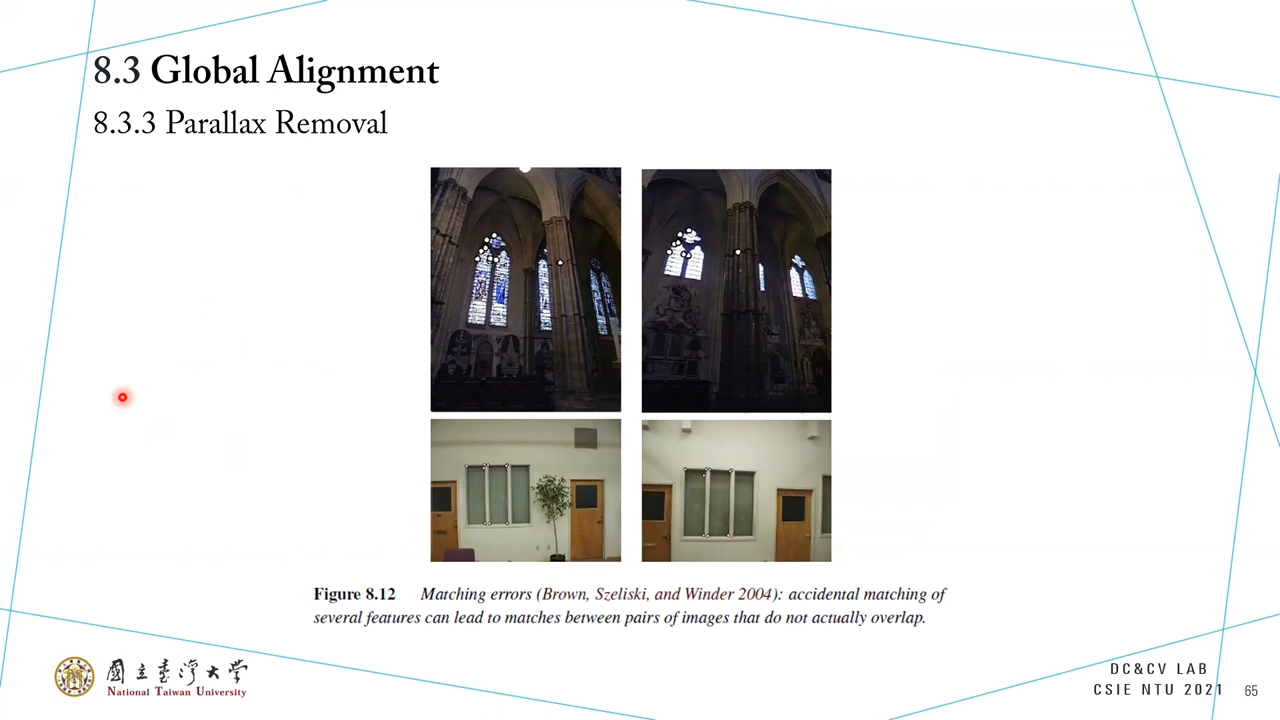 8.3 Global Alignment
8.3.3 Parallax Removal
Figure 8.12 Matching errors (Brown, Szeliski, and Winder 2004): accidental matching of
several features can lead to matches between pairs of images that do not actually overlap.
國立臺灣大學
National Taiwan University
DC&CV LAB
CSIE NTU 2021
65